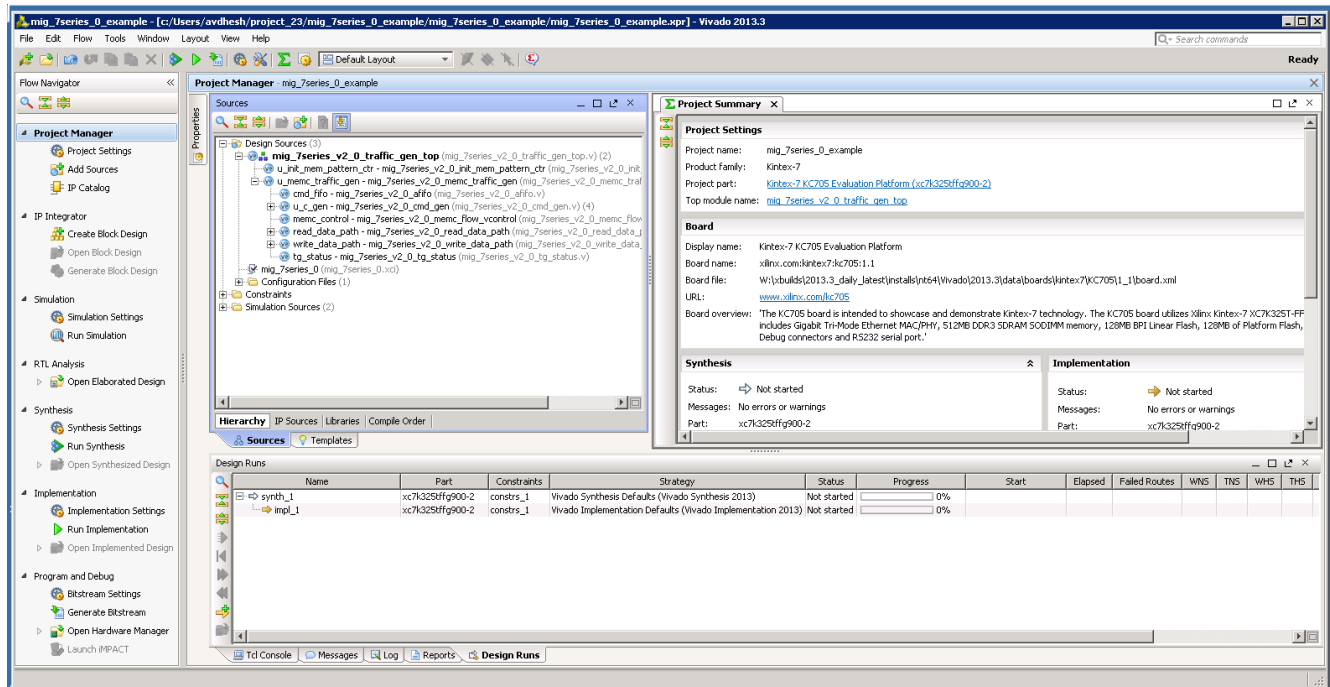 mig_7series_0_example - [c:/Users/avdhesh/project_23/mig_7series_0_example/mig_7series_0_example/mig_7series_0_example.xpr] - Vivado 2013.3
File Edit Flow Tools Window Layout View Help
Search commands
Default Layout
Ready
Flow Navigator
Project Manager
Project Settings
Add Sources
IP Catalog
IP Integrator
Create Block Design
Open Block Design
Generate Block Design
Simulation
Simulation Settings
Run Simulation
RTL Analysis
Open Elaborated Design
Synthesis
Synthesis Settings
Run Synthesis
Open Synthesized Design
Implementation
Implementation Settings
Run Implementation
Open Implemented Design
Program and Debug
Bitstream Settings
Generate Bitstream
Open Hardware Manager
Launch iMPACT
Project Manager - mig_7series_0_example
Properties
Sources
Design Sources (3)
mig_7series_v2_0_traffic_gen_top (mig_7series_v2_0_traffic_gen_top.v) (2)
u_init_mem_pattern_ctr - mig_7series_v2_0_init_mem_pattern_ctr (mig_7series_v2_0_init
u_memc_traffic_gen - mig_7series_v2_0_memc_traffic_gen (mig_7series_v2_0_memc_traf
cmd_fifo - mig_7series_v2_0_afifo (mig_7series_v2_0_afifo.v)
u_c_gen - mig_7series_v2_0_cmd_gen (mig_7series_v2_0_cmd_gen.v) (4)
memc_control - mig_7series_v2_0_memc_flow_vcontrol (mig_7series_v2_0_memc_flow
read_data_path - mig_7series_v2_0_read_data_path (mig_7series_v2_0_read_data_p
write_data_path - mig_7series_v2_0_write_data_path (mig_7series_v2_0_write_data_
tg_status - mig_7series_v2_0_tg_status (mig_7series_v2_0_tg_status.v)
mig_7series_0 (mig_7series_0.xci)
Configuration Files (1)
Constraints
Simulation Sources (2)
Hierarchy IP Sources Libraries Compile Order
Sources Templates
Project Summary
Project Settings
Project name: mig_7series_0_example
Product family: Kintex-7
Project part: Kintex-7 KC705 Evaluation Platform (xc7k325tffg900-2)
Top module name: mig_7series_v2_0_traffic_gen_top
Board
Display name: Kintex-7 KC705 Evaluation Platform
Board name: xilinx.com:kintex7:kc705:1.1
Board file: W:\xbuilds\2013.3_daily_latest\installs\nt64\Vivado\2013.3\data\boards\kintex7\KC705\1_1\board.xml
URL: www.xilinx.com/kc705
Board overview: 'The KC705 board is intended to showcase and demonstrate Kintex-7 technology. The KC705 board utilizes Xilinx Kintex-7 XC7K325T-FF
includes Gigabit Tri-Mode Ethernet MAC/PHY, 512MB DDR3 SDRAM SODIMM memory, 128MB BPI Linear Flash, 128MB of Platform Flash,
Debug connectors and RS232 serial port.'
Synthesis
Status: Not started
Messages: No errors or warnings
Part: xc7k325tffg900-2
Implementation
Status: Not started
Messages: No errors or warnings
Part: xc7k325tffg900-2
Design Runs
Name Part Constraints Strategy Status Progress Start Elapsed Failed Routes WNS TNS WHS THS
synth_1 xc7k325tffg900-2 constrs_1 Vivado Synthesis Defaults (Vivado Synthesis 2013) Not started 0%
impl_1 xc7k325tffg900-2 constrs_1 Vivado Implementation Defaults (Vivado Implementation 2013) Not started 0%
Tcl Console Messages Log Reports Design Runs